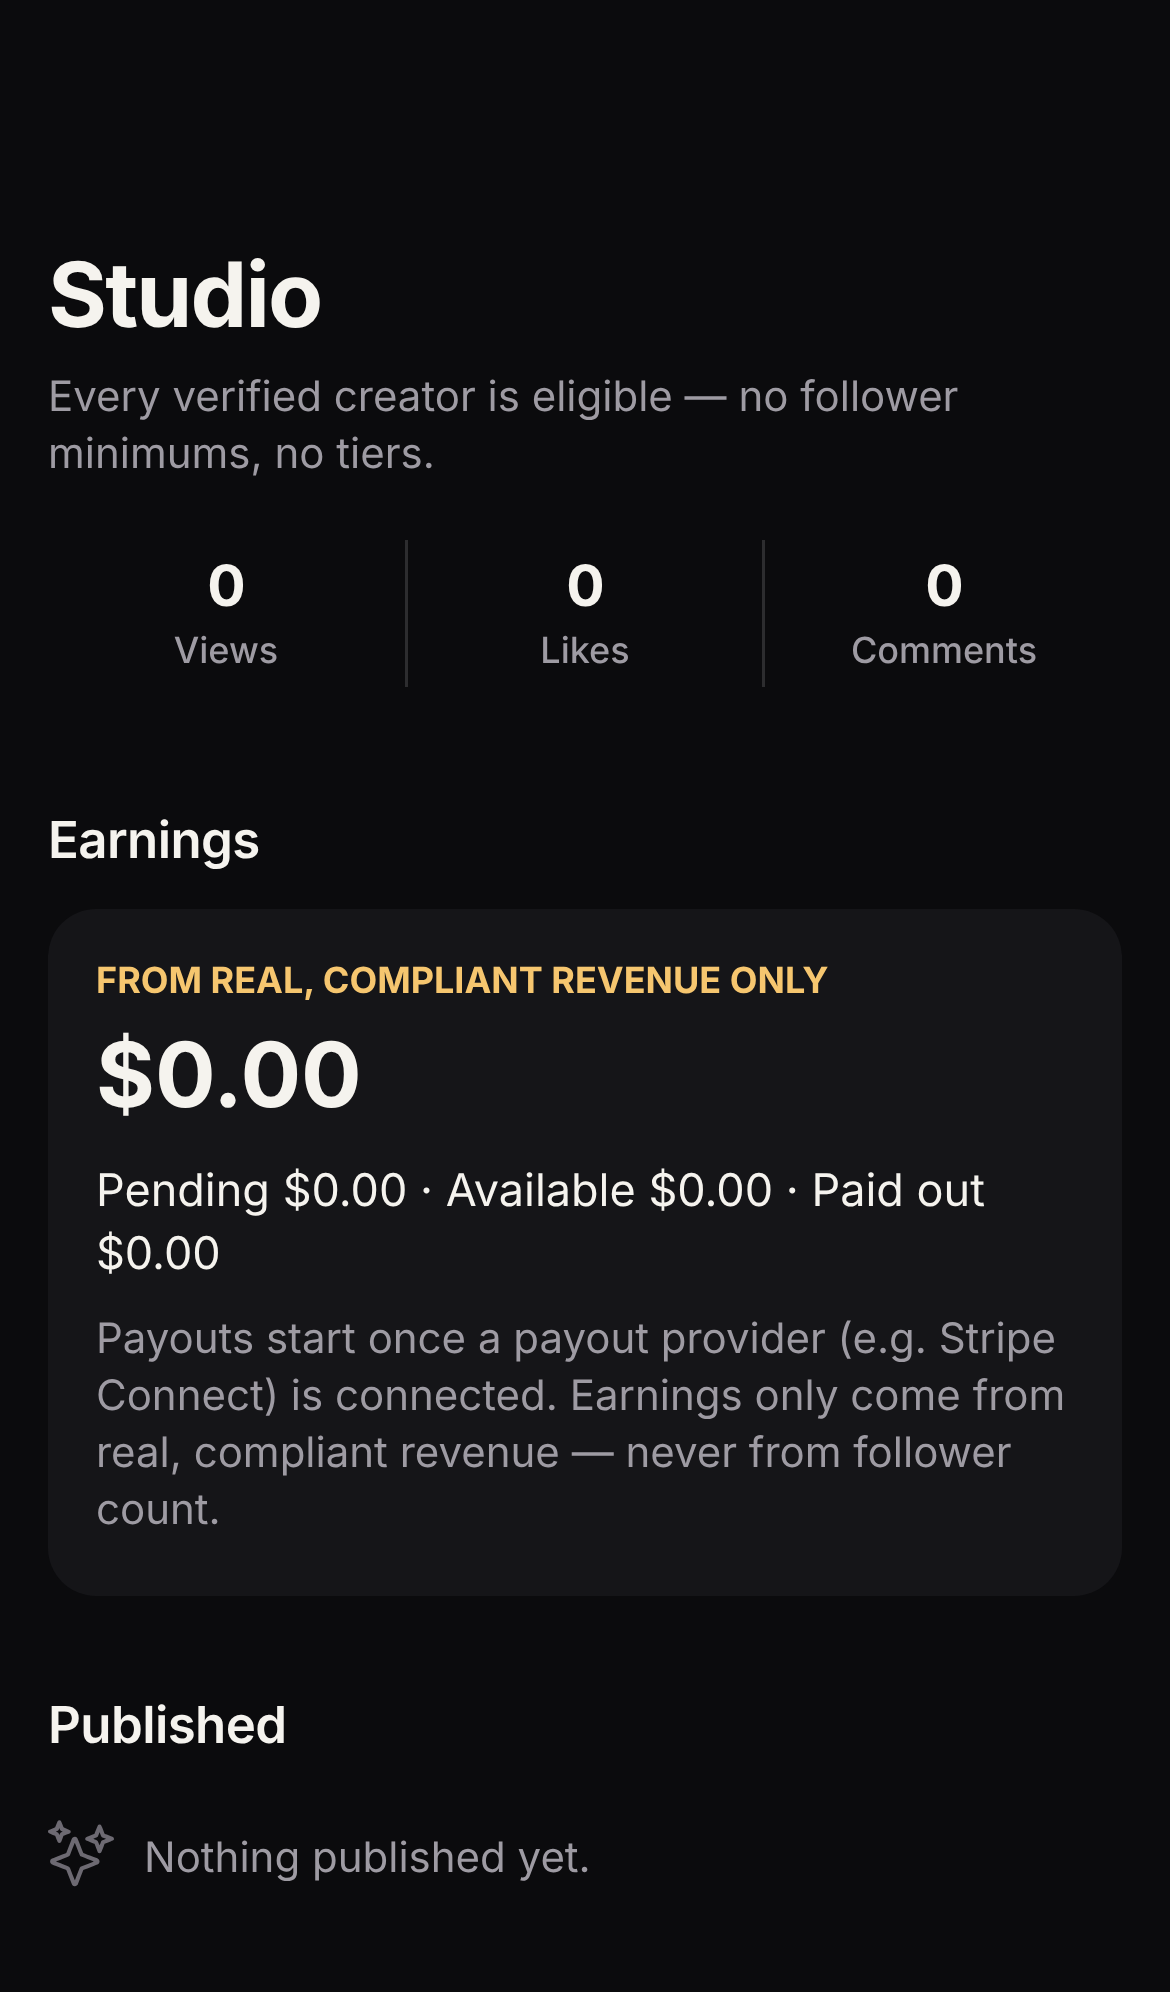 Studio
Every verified creator is eligible — no follower
minimums, no tiers.
0
Views
0
Likes
0
Comments
Earnings
FROM REAL, COMPLIANT REVENUE ONLY
$0.00
Pending $0.00 · Available $0.00 · Paid out
$0.00
Payouts start once a payout provider (e.g. Stripe
Connect) is connected. Earnings only come from
real, compliant revenue — never from follower
count.
Published
Nothing published yet.